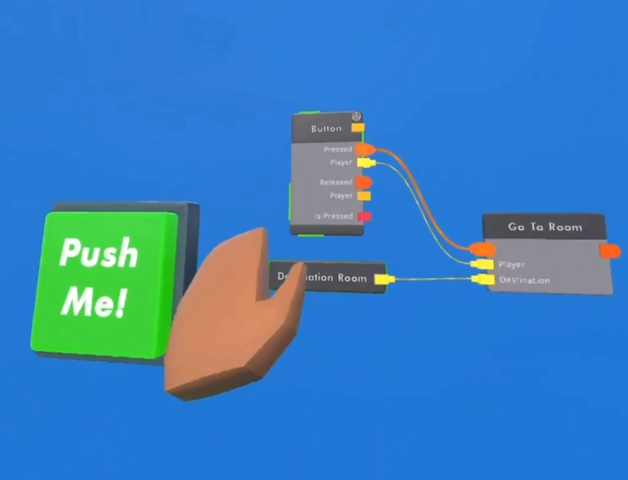 Push
Me!
Button
Pressed
Player
Released
Player
Is Pressed
Room
Go To Room
Player
Destination